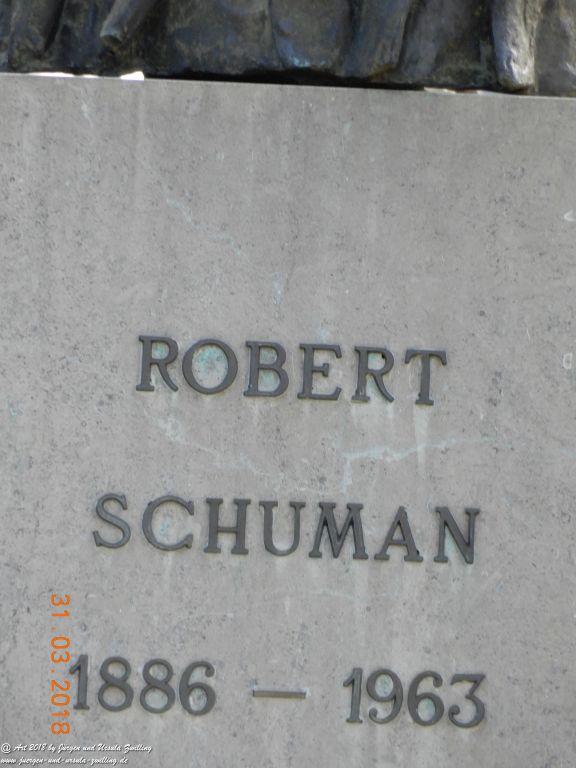 ROBERT
SCHUMAN
1886 – 1963
31.03.2018
@ Art 2018 by Juergen und Ursula Zwilling
www.juergen-und-ursula-zwilling.de